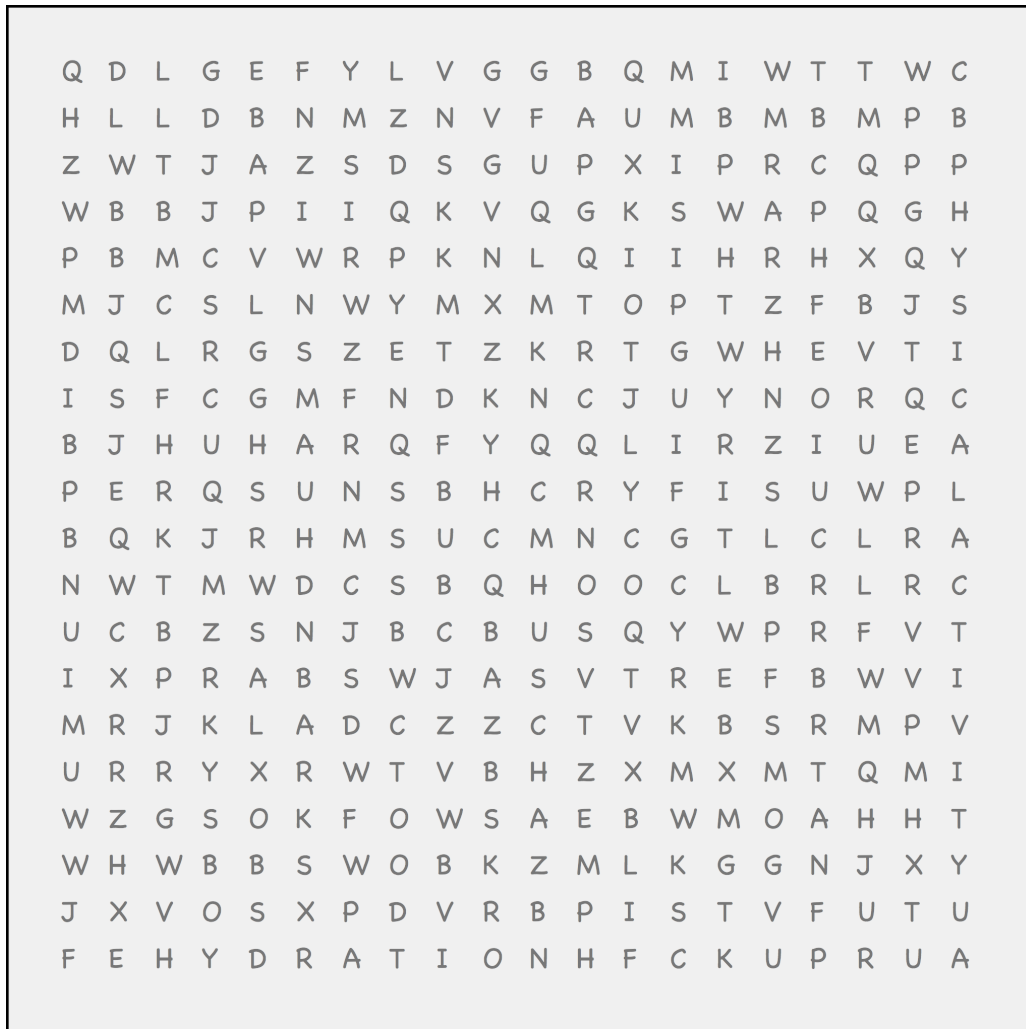 Q D L G E F Y L V G G B Q M I W T T W C
H L L D B N M Z N V F A U M B M B M P B
Z W T J A Z S D S G U P X I P R C Q P P
W B B J P I I Q K V Q G K S W A P Q G H
P B M C V W R P K N L Q I I H R H X Q Y
M J C S L N W Y M X M T O P T Z F B J S
D Q L R G S Z E T Z K R T G W H E V T I
I S F C G M F N D K N C J U Y N O R Q C
B J H U H A R Q F Y Q Q L I R Z I U E A
P E R Q S U N S B H C R Y F I S U W P L
B Q K J R H M S U C M N C G T L C L R A
N W T M W D C S B Q H O O C L B R L R C
U C B Z S N J B C B U S Q Y W P R F V T
I X P R A B S W J A S V T R E F B W V I
M R J K L A D C Z Z C T V K B S R M P V
U R R Y X R W T V B H Z X M X M T Q M I
W Z G S O K F O W S A E B W M O A H H T
W H W B B S W O B K Z M L K G G N J X Y
J X V O S X P D V R B P I S T V F U T U
F E H Y D R A T I O N H F C K U P R U A